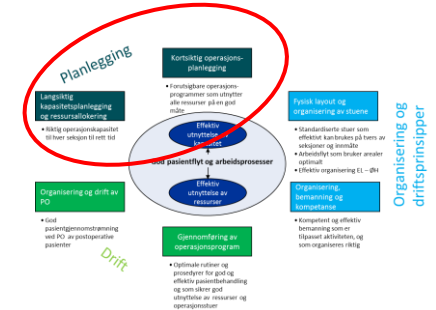 Planlegging
Kortsiktig operasjons-
planlegging
• Forutsigbare operasjons-
programmer som utnytter
alle ressurser på en god
måte
Langsiktig
kapasitetsplanlegging
og ressursallokering
• Riktig operasjonskapasitet
til hver seksjon til rett tid
Fysisk layout og
organisering av stuene
• Standardiserte stuer som
effektivt kan brukes på tvers av
seksjoner og innmåte
• Arbeidsflyt som bruker arealer
optimalt
• Effektiv organisering EL – ØH
Organisering og
driftsprinsipper
Effektiv
utnyttelse av
kapasitet
God pasientflyt og arbeidsprosesser
Effektiv
utnyttelse av
ressurser
Organisering og drift av
PO
• God
pasientgjennomstrømning
ved PO av postoperative
pasienter
Organisering,
bemanning og
kompetanse
• Kompetent og effektiv
bemanning som er
tilpasset aktiviteten, og
som organiseres riktig
Drift
Gjennomføring av
operasjonsprogram
• Optimale rutiner og
prosedyrer for god og
effektiv pasientbehandling
og som sikrer god
utnyttelse av ressurser og
operasjonsstuer